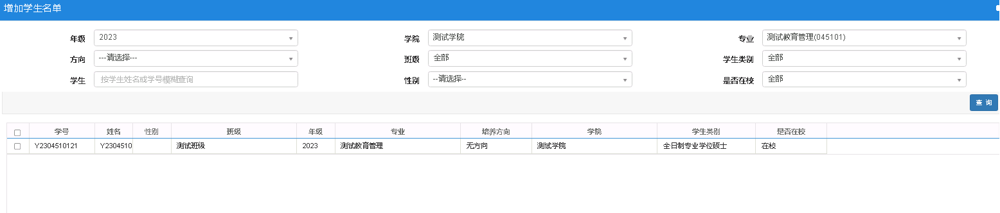 增加学生名单
年级 2023 学院 测试学院 专业 测试教育管理(045101)
方向 ---请选择--- 班级 全部 学生类别 全部
学生 按学生姓名或学号模糊查询 性别 --请选择-- 是否在校 全部
查 询
学号 姓名 性别 班级 年级 专业 培养方向 学院 学生类别 是否在校
Y2304510121 Y2304510 测试班级 2023 测试教育管理 无方向 测试学院 全日制专业学位硕士 在校